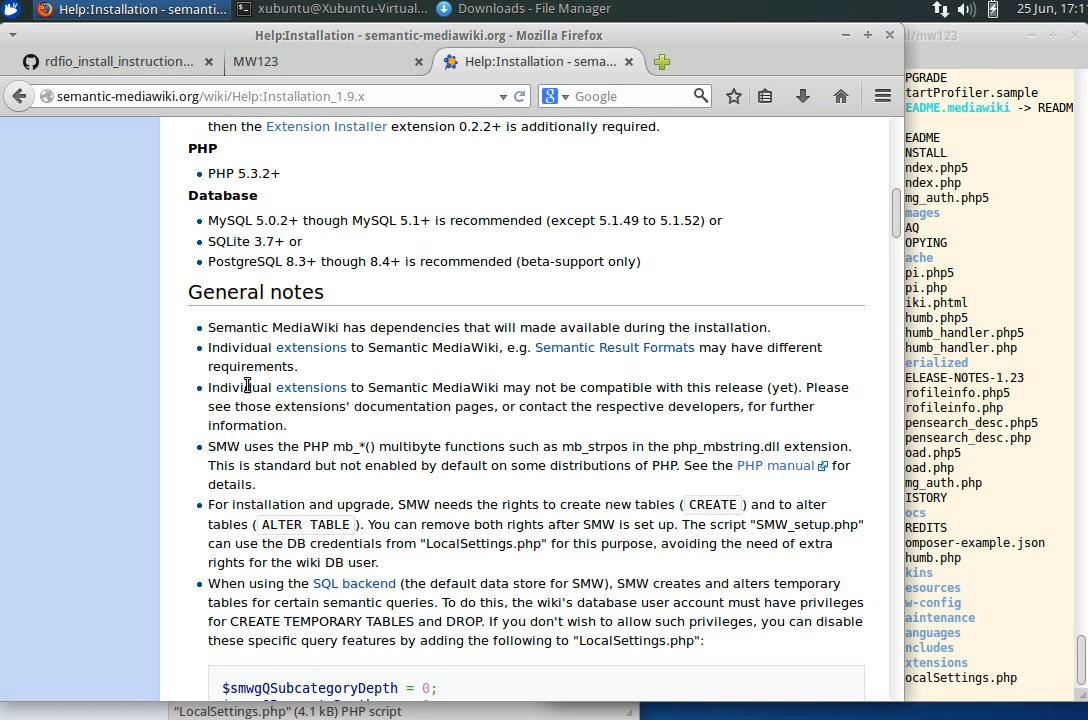 Help:Installation - semanti...
xubuntu@Xubuntu-Virtual...
Downloads - File Manager
25 Jun, 17:1
Help:Installation - semantic-mediawiki.org - Mozilla Firefox
al/mw123
rdfio_install_instruction...
MW123
Help:Installation - sema...
semantic-mediawiki.org/wiki/Help:Installation_1.9.x
Google
then the Extension Installer extension 0.2.2+ is additionally required.
PHP
PHP 5.3.2+
Database
MySQL 5.0.2+ though MySQL 5.1+ is recommended (except 5.1.49 to 5.1.52) or
SQLite 3.7+ or
PostgreSQL 8.3+ though 8.4+ is recommended (beta-support only)
General notes
Semantic MediaWiki has dependencies that will made available during the installation.
Individual extensions to Semantic MediaWiki, e.g. Semantic Result Formats may have different
requirements.
Individual extensions to Semantic MediaWiki may not be compatible with this release (yet). Please
see those extensions' documentation pages, or contact the respective developers, for further
information.
SMW uses the PHP mb_*() multibyte functions such as mb_strpos in the php_mbstring.dll extension.
This is standard but not enabled by default on some distributions of PHP. See the PHP manual for
details.
For installation and upgrade, SMW needs the rights to create new tables ( CREATE ) and to alter
tables ( ALTER TABLE ). You can remove both rights after SMW is set up. The script "SMW_setup.php"
can use the DB credentials from "LocalSettings.php" for this purpose, avoiding the need of extra
rights for the wiki DB user.
When using the SQL backend (the default data store for SMW), SMW creates and alters temporary
tables for certain semantic queries. To do this, the wiki's database user account must have privileges
for CREATE TEMPORARY TABLES and DROP. If you don't wish to allow such privileges, you can disable
these specific query features by adding the following to "LocalSettings.php":
$smwgQSubcategoryDepth = 0;
PGRADE
tartProfiler.sample
EADME.mediawiki -> READM
EADME
NSTALL
ndex.php5
ndex.php
mg_auth.php5
mages
AQ
OPYING
ache
pi.php5
pi.php
iki.phtml
humb.php5
humb_handler.php5
humb_handler.php
erialized
ELEASE-NOTES-1.23
rofileinfo.php5
rofileinfo.php
pensearch_desc.php5
pensearch_desc.php
oad.php5
oad.php
mg_auth.php
ISTORY
ocs
REDITS
omposer-example.json
humb.php
kins
esources
w-config
aintenance
anguages
ncludes
xtensions
ocalSettings.php
"LocalSettings.php" (4.1 kB) PHP script